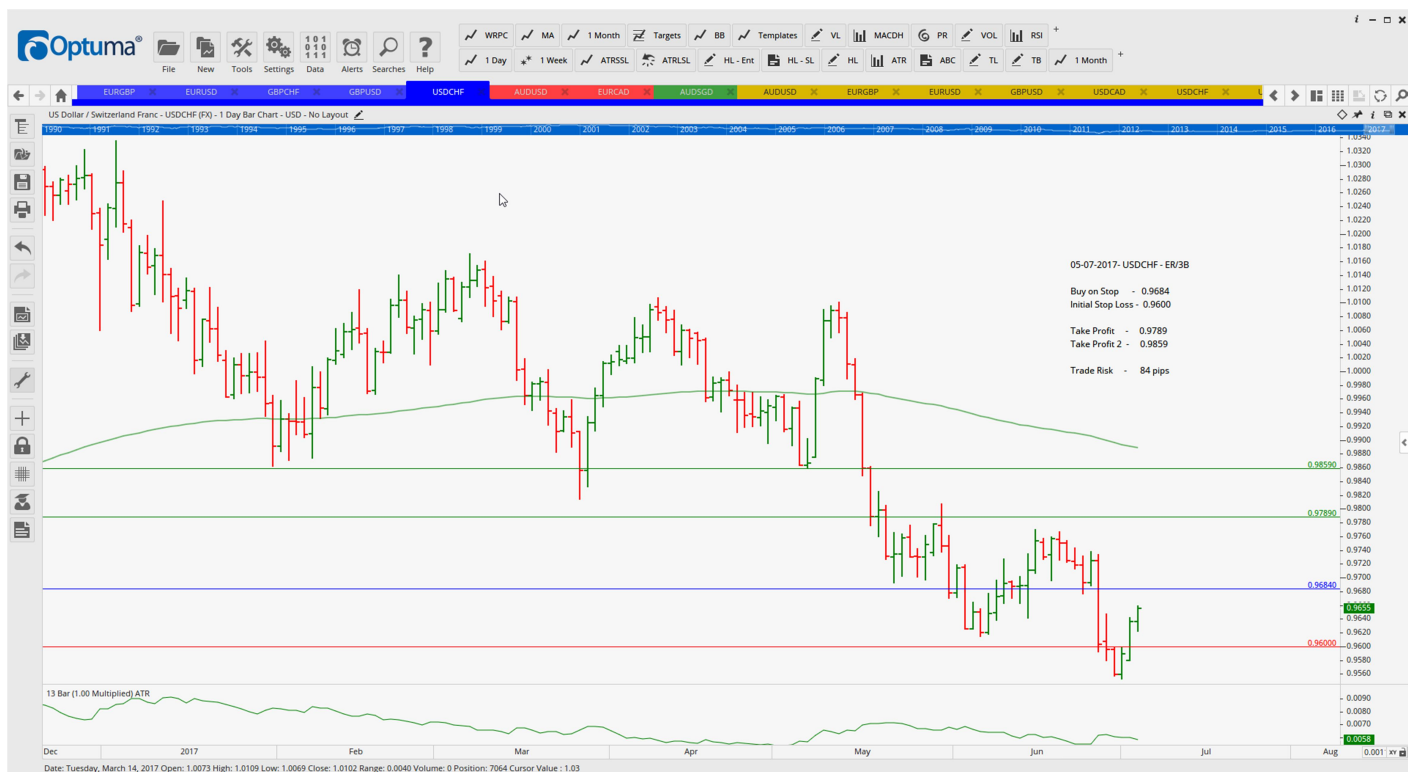 Optuma®
File
New
Tools
Settings
101
010
111
Data
Alerts
Searches
Help
WRPC
MA
1 Month
Targets
BB
Templates
VL
MACDH
PR
VOL
RSI
+
1 Day
1 Week
ATRSSL
ATRLSL
HL - Ent
HL - SL
HL
ATR
ABC
TL
TB
1 Month
+
EURGBP
EURUSD
GBPCHF
GBPUSD
USDCHF
AUDUSD
EURCAD
AUDSGD
AUDUSD
EURGBP
EURUSD
GBPUSD
USDCAD
USDCHF
US Dollar / Switzerland Franc - USDCHF (FX) - 1 Day Bar Chart - USD - No Layout
1990 1991 1992 1993 1994 1995 1996 1997 1998 1999 2000 2001 2002 2003 2004 2005 2006 2007 2008 2009 2010 2011 2012 2013 2014 2015 2016 2017
1.0340
1.0320
1.0300
1.0280
1.0260
1.0240
1.0220
1.0200
1.0180
1.0160
1.0140
1.0120
1.0100
1.0080
1.0060
1.0040
1.0020
1.0000
0.9980
0.9960
0.9940
0.9920
0.9900
0.9880
0.9860
0.9840
0.9820
0.9800
0.9780
0.9760
0.9740
0.9720
0.9700
0.9680
0.9655
0.9640
0.9620
0.9600
0.9580
0.9560
05-07-2017- USDCHF - ER/3B
Buy on Stop - 0.9684
Initial Stop Loss - 0.9600
Take Profit - 0.9789
Take Profit 2 - 0.9859
Trade Risk - 84 pips
0.98590
0.97890
0.96840
0.96000
13 Bar (1.00 Multiplied) ATR
0.0090
0.0080
0.0070
0.0058
Dec 2017 Feb Mar Apr May Jun Jul Aug
0.001 XY
Date: Tuesday, March 14, 2017 Open: 1.0073 High: 1.0109 Low: 1.0069 Close: 1.0102 Range: 0.0040 Volume: 0 Position: 7064 Cursor Value : 1.03